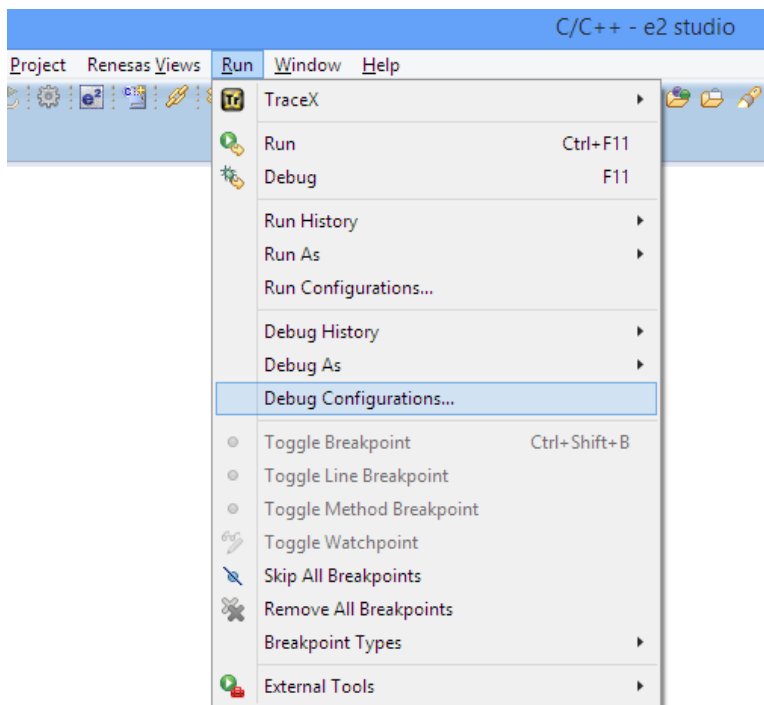 C/C++ - e2 studio
Project Renesas Views Run Window Help
e²
Tr TraceX
Run Ctrl+F11
Debug F11
Run History
Run As
Run Configurations...
Debug History
Debug As
Debug Configurations...
Toggle Breakpoint Ctrl+Shift+B
Toggle Line Breakpoint
Toggle Method Breakpoint
Toggle Watchpoint
Skip All Breakpoints
Remove All Breakpoints
Breakpoint Types
External Tools